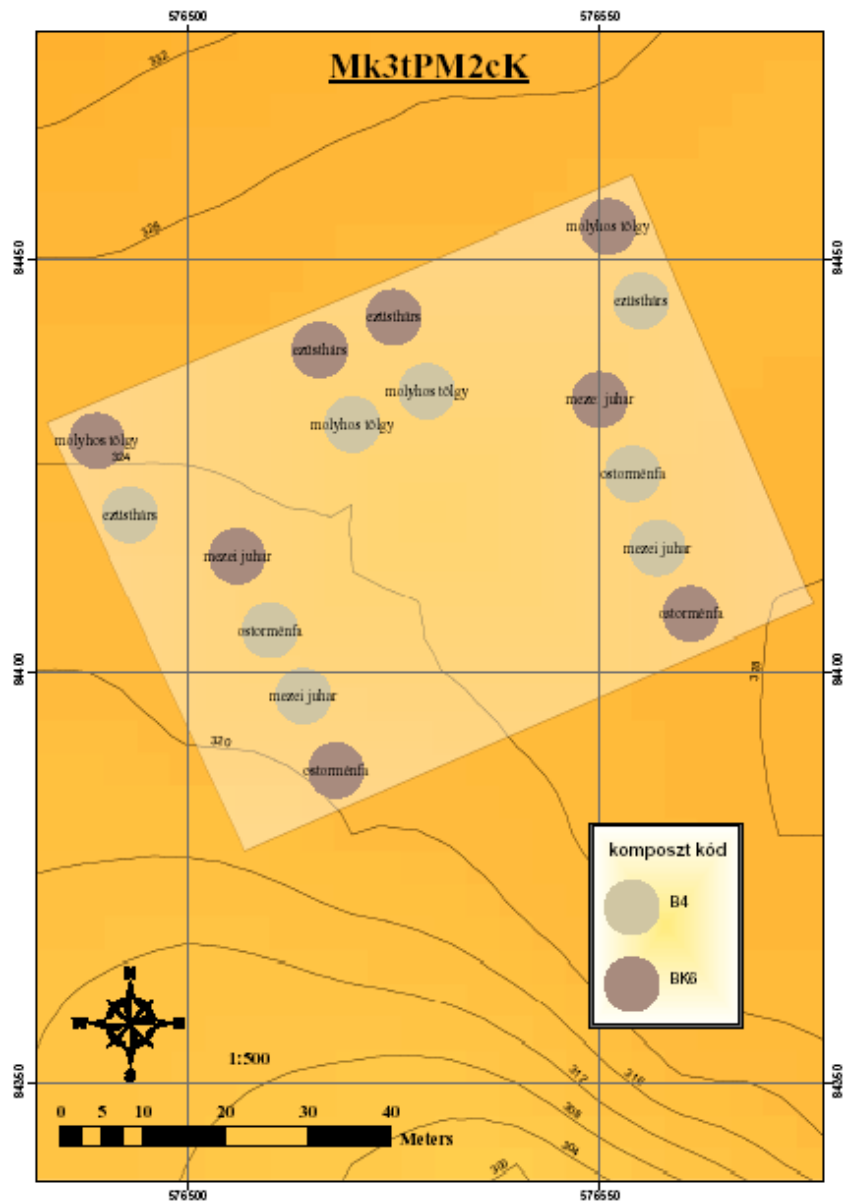 576500 576550
Mk3tPM2cK
332
328
molyhos tölgy
84450 84450
ezüsthárs
ezüsthárs
ezüsthárs
molyhos tölgy
mezei juhar
molyhos tölgy
molyhos tölgy
324
ostorménfa
ezüsthárs
mezei juhar
mezei juhar
ostorménfa
ostorménfa
84400 84400
328
mezei juhar
320
ostorménfa
komposzt kód
B4
BK6
N
W E
S
1:500
312
316
308
304
300
84350 84350
0 5 10 20 30 40
Meters
576500 576550